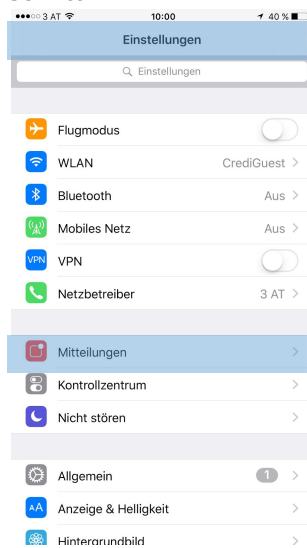 3 AT 10:00 40 %
Einstellungen
Einstellungen
Flugmodus
WLAN CrediGuest
Bluetooth Aus
Mobiles Netz Aus
VPN VPN
Netzbetreiber 3 AT
Mitteilungen
Kontrollzentrum
Nicht stören
Allgemein 1
AA Anzeige & Helligkeit
Hintergrundbild